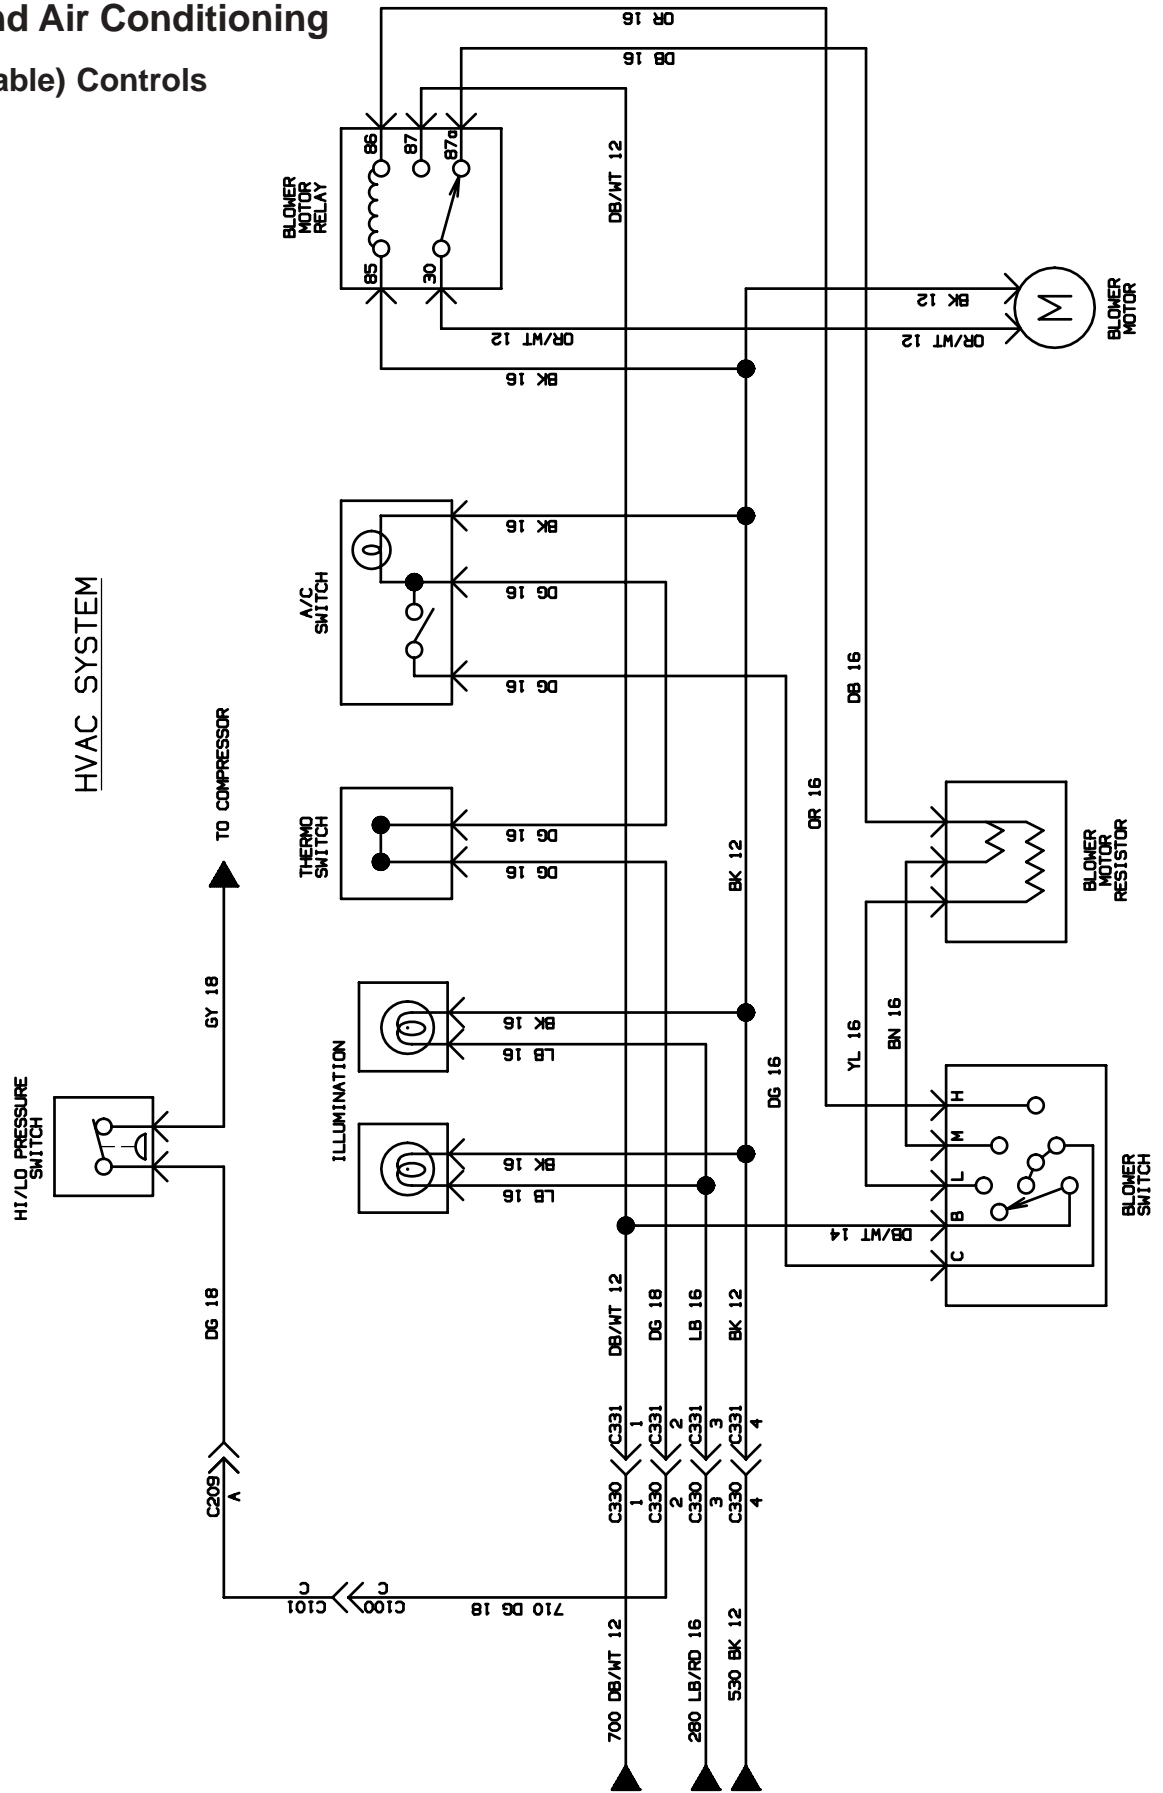 nd Air Conditioning
able) Controls
HVAC SYSTEM
OR 16
DB 16
BLOWER
MOTOR
RELAY
86
87
87a
85
30
DB/WT 12
OR/WT 12
BK 16
BK 12
OR/WT 12
BLOWER
MOTOR
M
A/C
SWITCH
BK 16
DG 16
DG 16
DB 16
TO COMPRESSOR
THERMO
SWITCH
DG 16
DG 16
OR 16
BK 12
BLOWER
MOTOR
RESISTOR
GY 18
ILLUMINATION
BK 16
LB 16
BK 16
LB 16
DG 16
YL 16
BN 16
HI/LO PRESSURE
SWITCH
H
M
L
B
C
BLOWER
SWITCH
DB/WT 14
DG 18
DB/WT 12
DG 18
LB 16
BK 12
C331
1
C331
2
C331
3
C331
4
C209
A
C330
1
C330
2
C330
3
C330
4
C101
C
C100
C
710 DG 18
700 DB/WT 12
280 LB/RD 16
530 BK 12